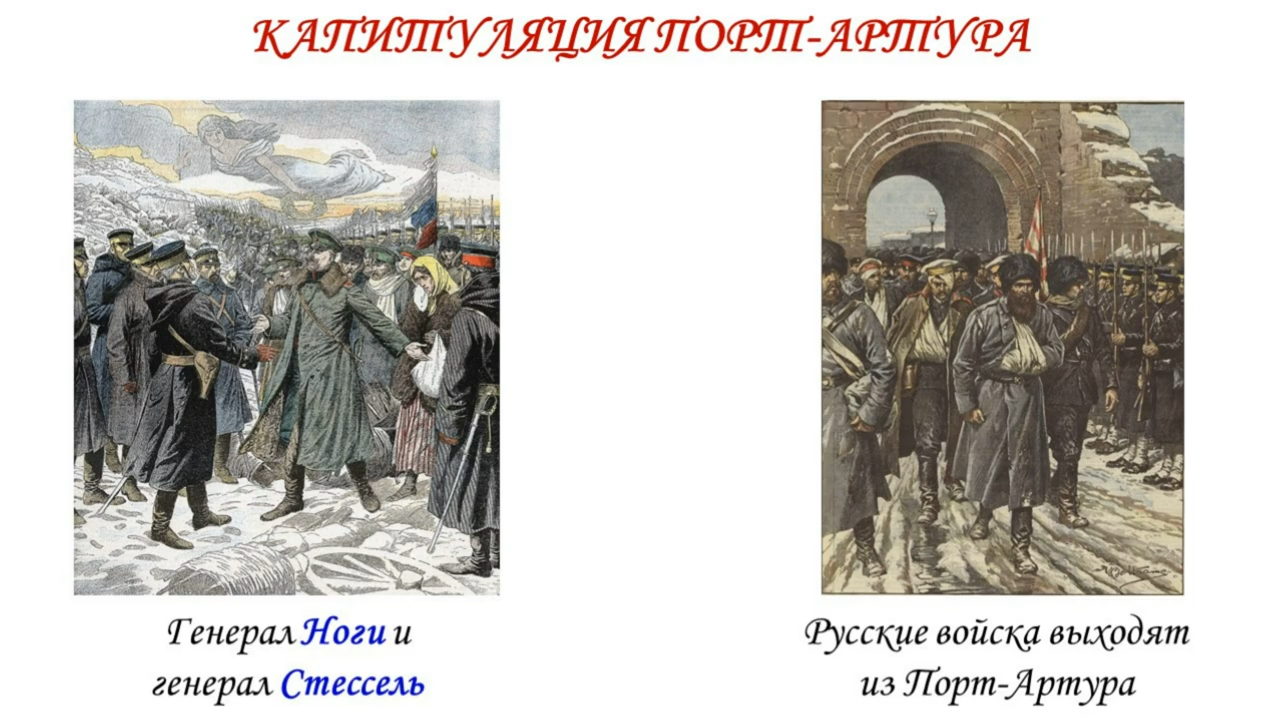 КАПИТУЛЯЦИЯ ПОРТ-АРТУРА
Генерал Ноги и
генерал Стессель
Русские войска выходят
из Порт-Артура